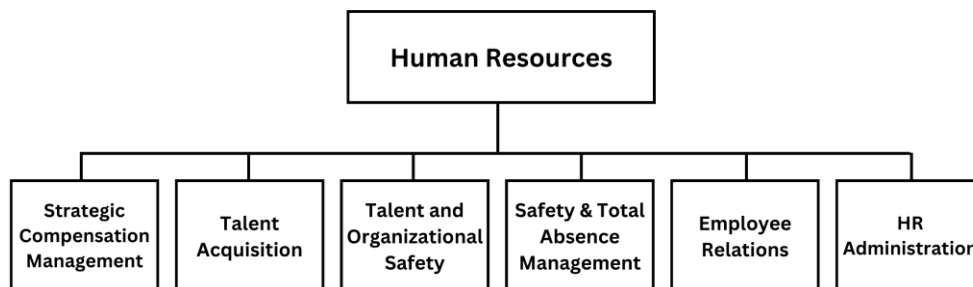 Human Resources
Strategic
Compensation
Management
Talent
Acquisition
Talent and
Organizational
Safety
Safety & Total
Absence
Management
Employee
Relations
HR
Administration